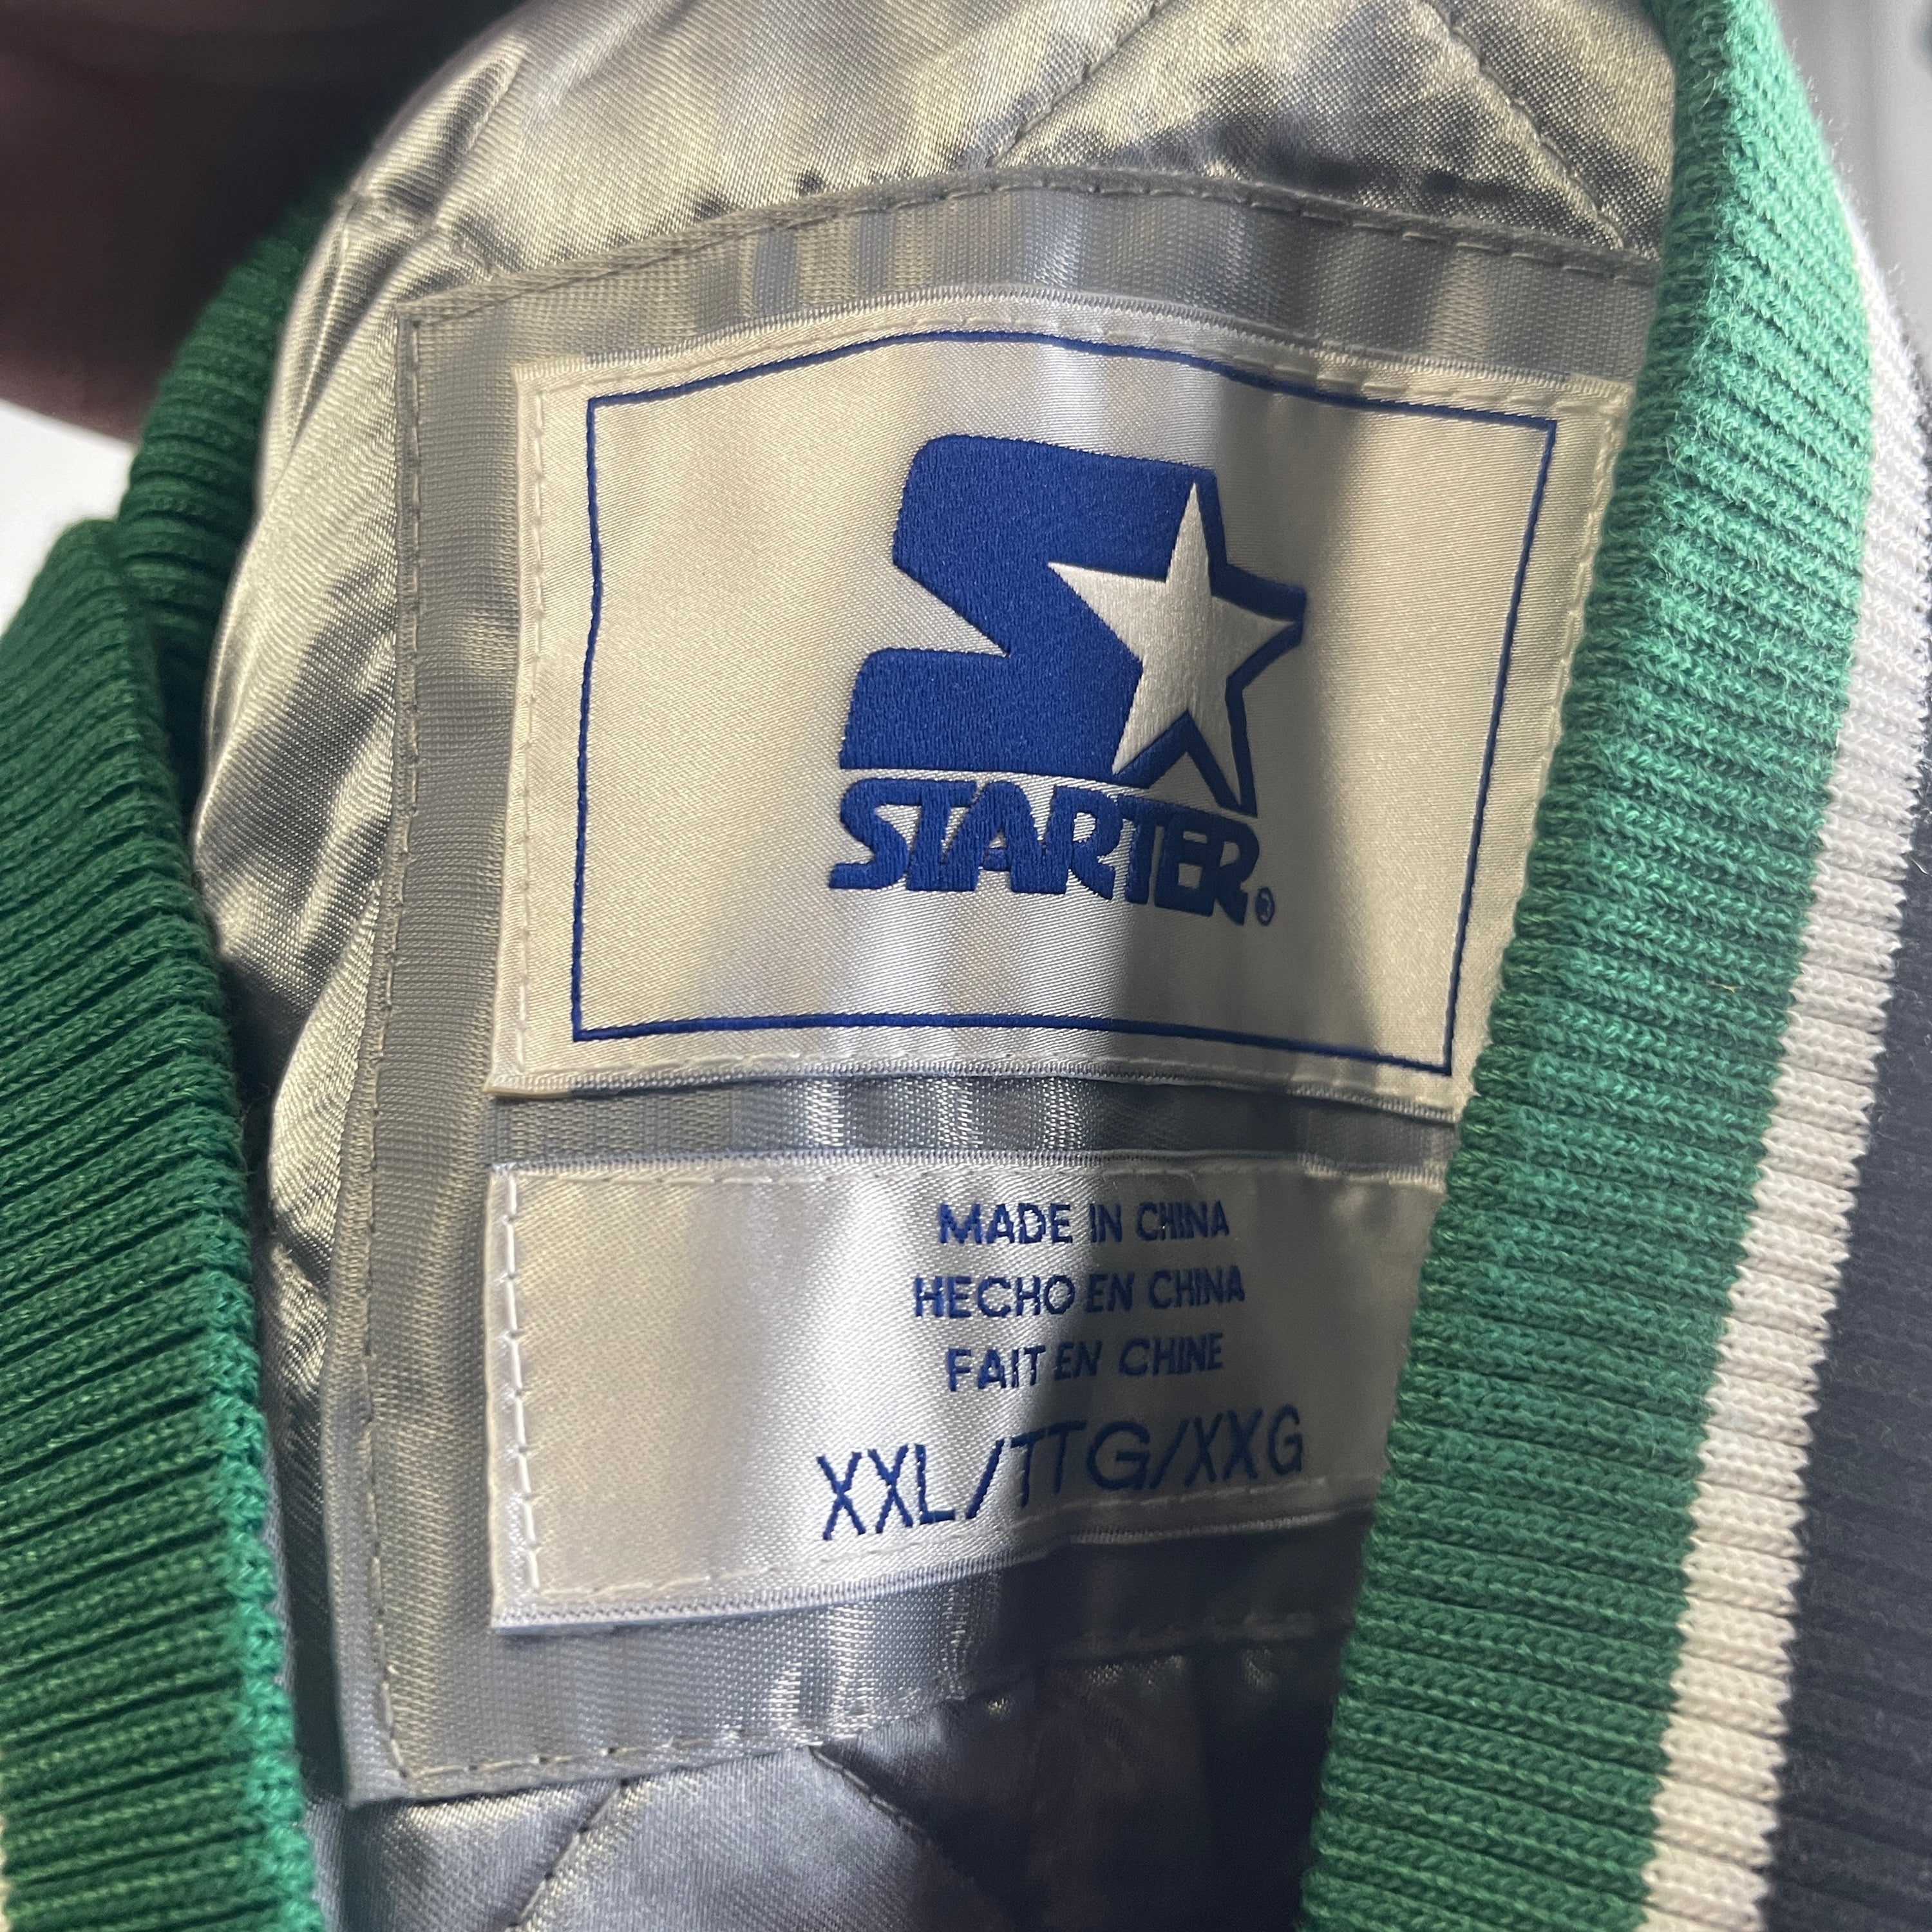 STARTER®
MADE IN CHINA
HECHO EN CHINA
FAIT EN CHINE
XXL/TTG/XXG